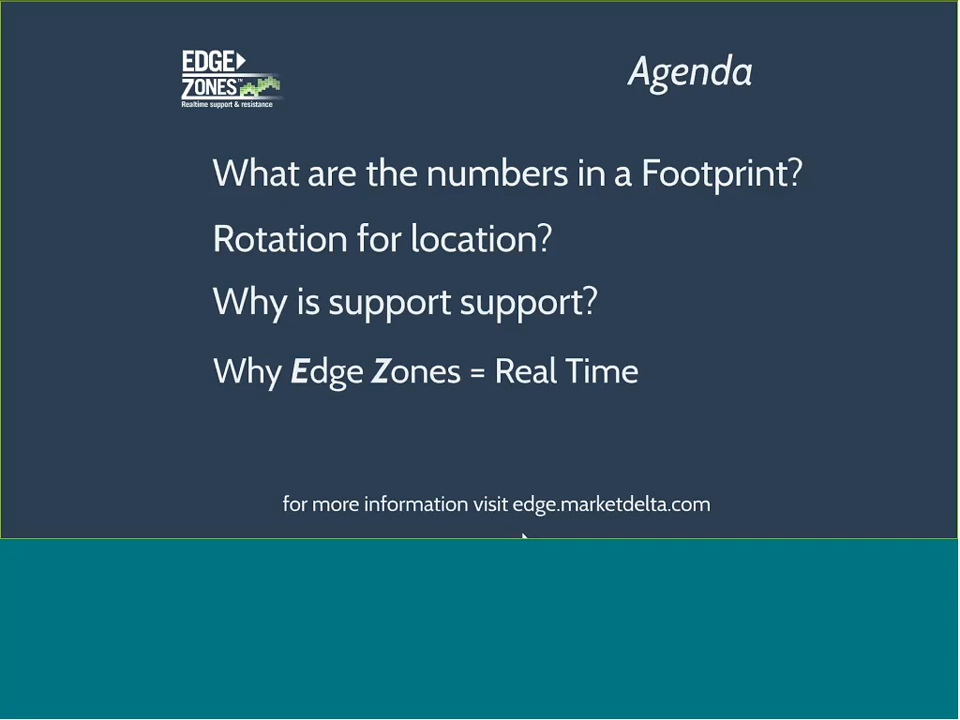 EDGE
ZONES™
Realtime support & resistance
Agenda
What are the numbers in a Footprint?
Rotation for location?
Why is support support?
Why Edge Zones = Real Time
for more information visit edge.marketdelta.com